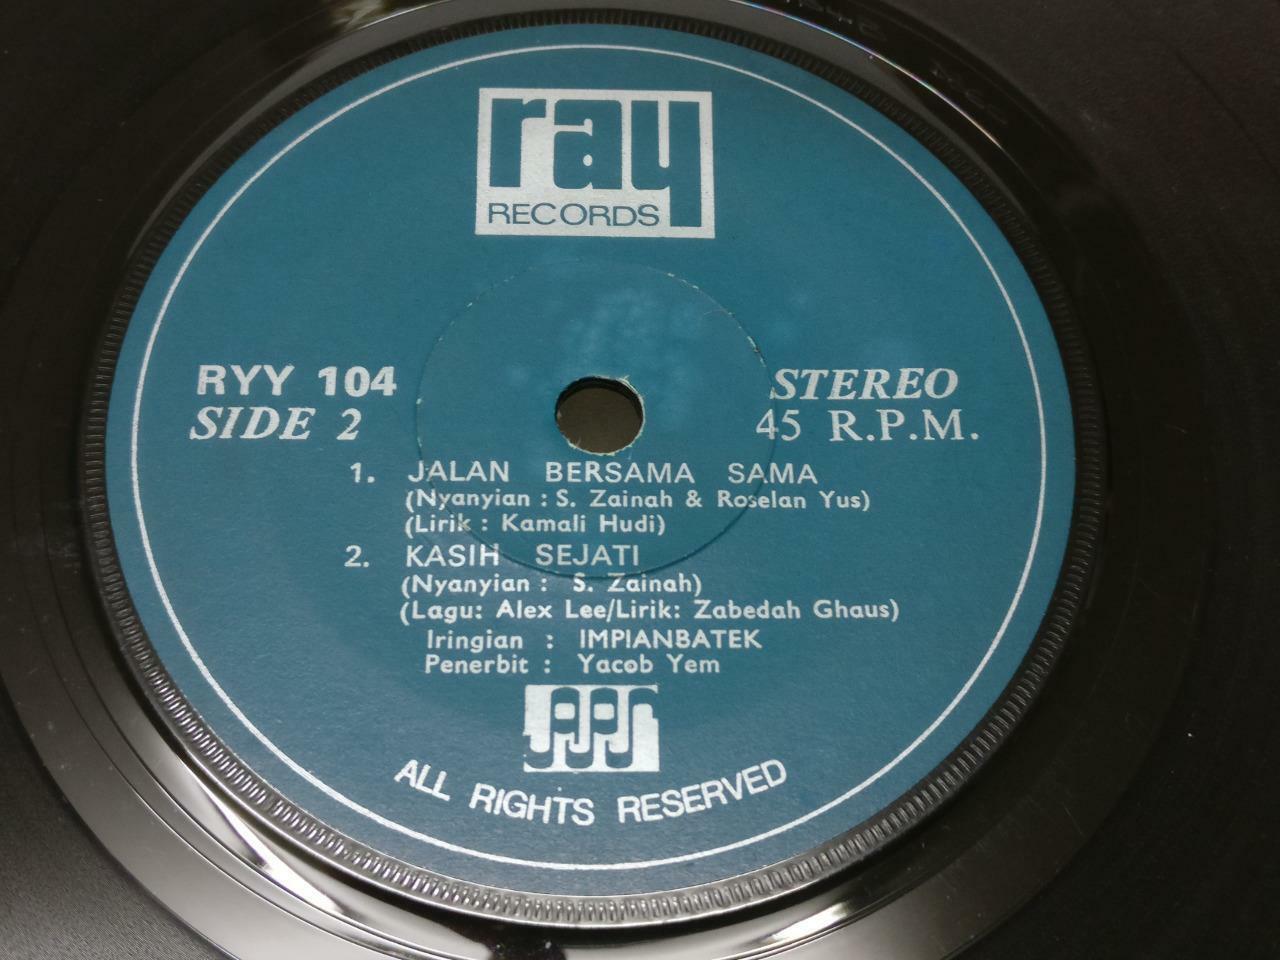 ray
RECORDS
RYY 104
SIDE 2
STEREO
45 R.P.M.
1. JALAN BERSAMA SAMA
(Nyanyian : S. Zainah & Roselan Yus)
(Lirik : Kamali Hudi)
2. KASIH SEJATI
(Nyanyian : S. Zainah)
(Lagu: Alex Lee/Lirik: Zabedah Ghaus)
Iringian : IMPIANBATEK
Penerbit : Yacob Yem
ALL RIGHTS RESERVED